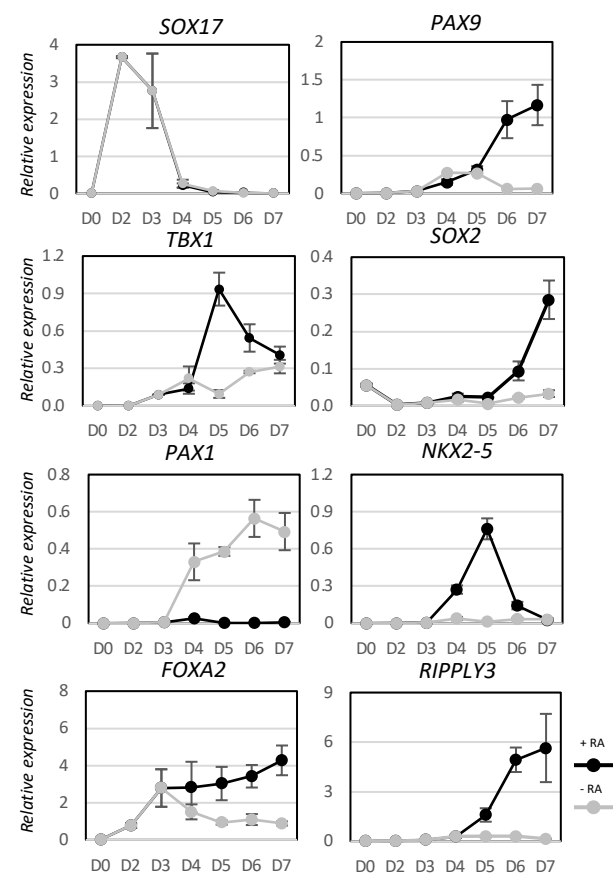 SOX17 PAX9
Relative expression
4
3
2
1
0
D0 D2 D3 D4 D5 D6 D7
2
1.5
1
0.5
0
D0 D2 D3 D4 D5 D6 D7
TBX1 SOX2
Relative expression
1.2
0.9
0.6
0.3
0.0
D0 D2 D3 D4 D5 D6 D7
0.4
0.3
0.2
0.1
0.0
D0 D2 D3 D4 D5 D6 D7
PAX1 NKX2-5
Relative expression
0.8
0.6
0.4
0.2
0
D0 D2 D3 D4 D5 D6 D7
1.2
0.9
0.6
0.3
0
D0 D2 D3 D4 D5 D6 D7
FOXA2 RIPPLY3
Relative expression
8
6
4
2
0
D0 D2 D3 D4 D5 D6 D7
9
6
3
0
D0 D2 D3 D4 D5 D6 D7
+ RA
- RA